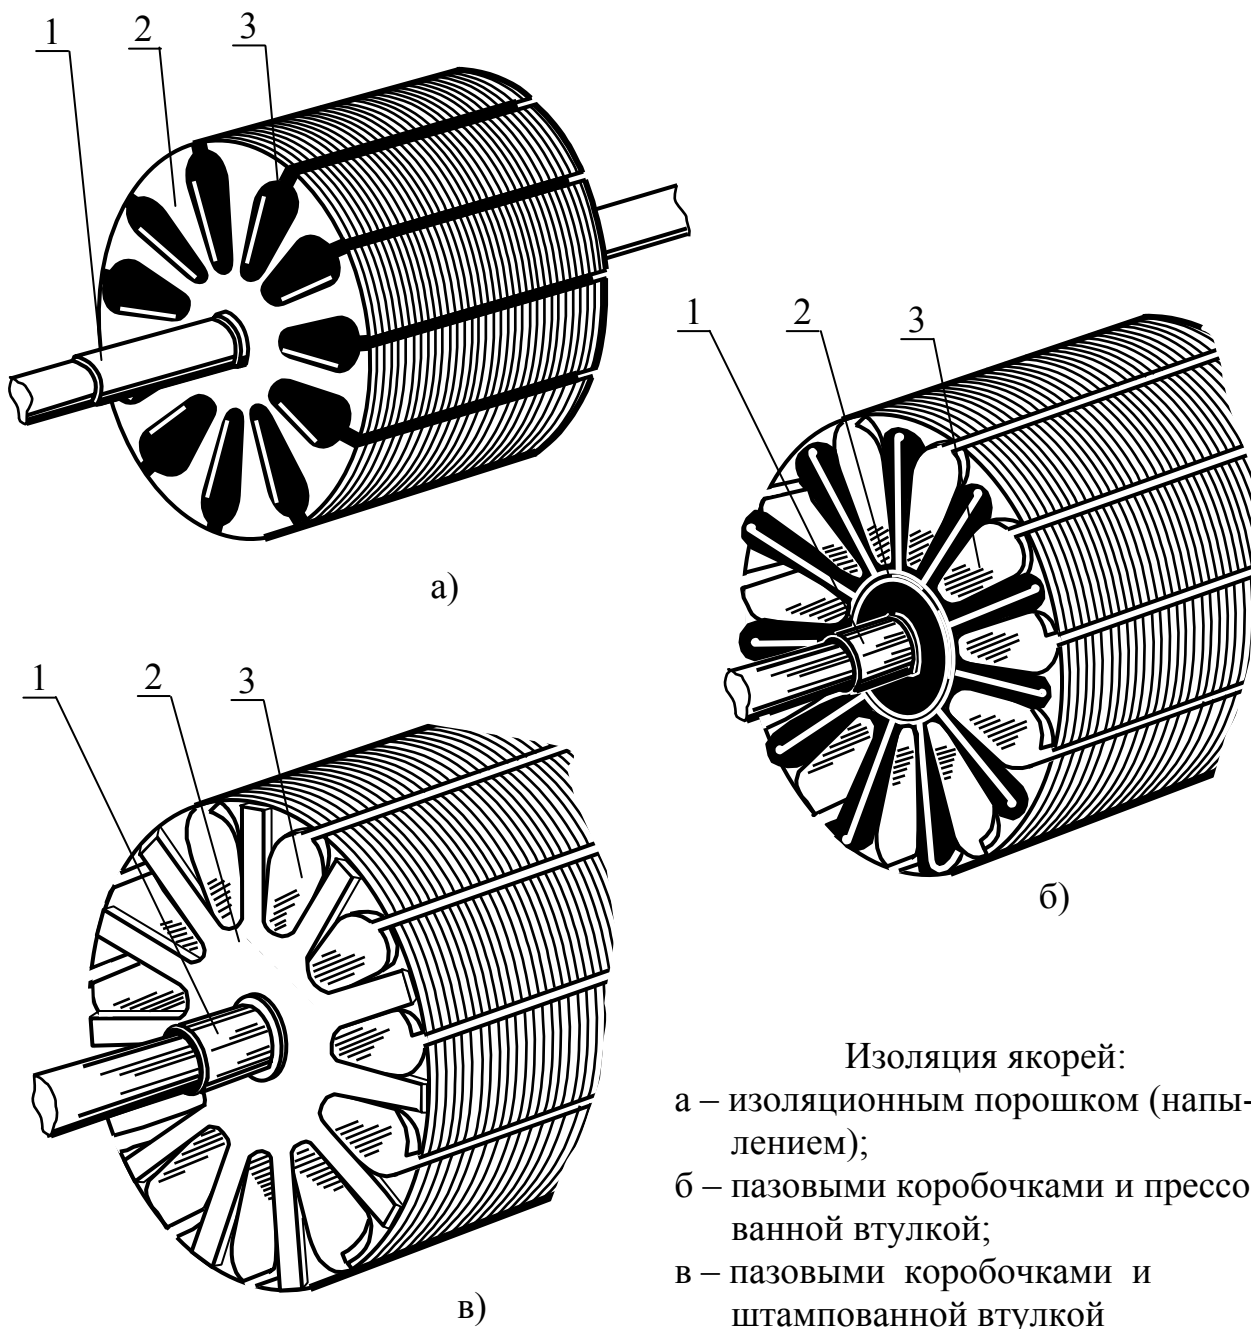 1 2 3
а)
1 2 3
б)
1 2 3
в)
Изоляция якорей:
а – изоляционным порошком (напы-
лением);
б – пазовыми коробочками и прессо
ванной втулкой;
в – пазовыми коробочками и
штампованной втулкой